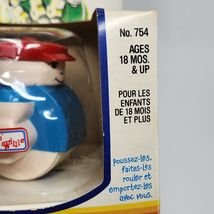 No. 754
AGES
18 MOS.
& UP
POUR LES
ENFANTS
DE 18 MOIS
ET PLUS
Willie
poussez-les,
faites-les
rouler et
emportez-les
avec vous.